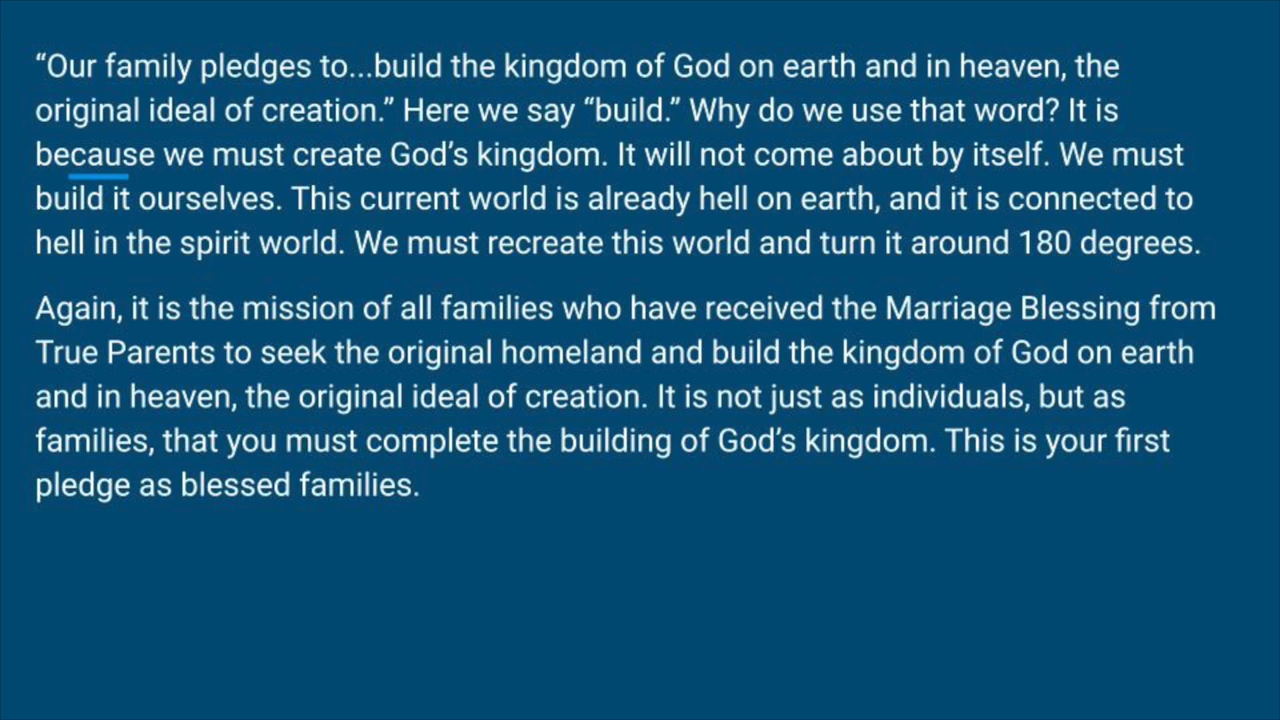 “Our family pledges to...build the kingdom of God on earth and in heaven, the
original ideal of creation.” Here we say “build.” Why do we use that word? It is
because we must create God’s kingdom. It will not come about by itself. We must
build it ourselves. This current world is already hell on earth, and it is connected to
hell in the spirit world. We must recreate this world and turn it around 180 degrees.
Again, it is the mission of all families who have received the Marriage Blessing from
True Parents to seek the original homeland and build the kingdom of God on earth
and in heaven, the original ideal of creation. It is not just as individuals, but as
families, that you must complete the building of God’s kingdom. This is your first
pledge as blessed families.